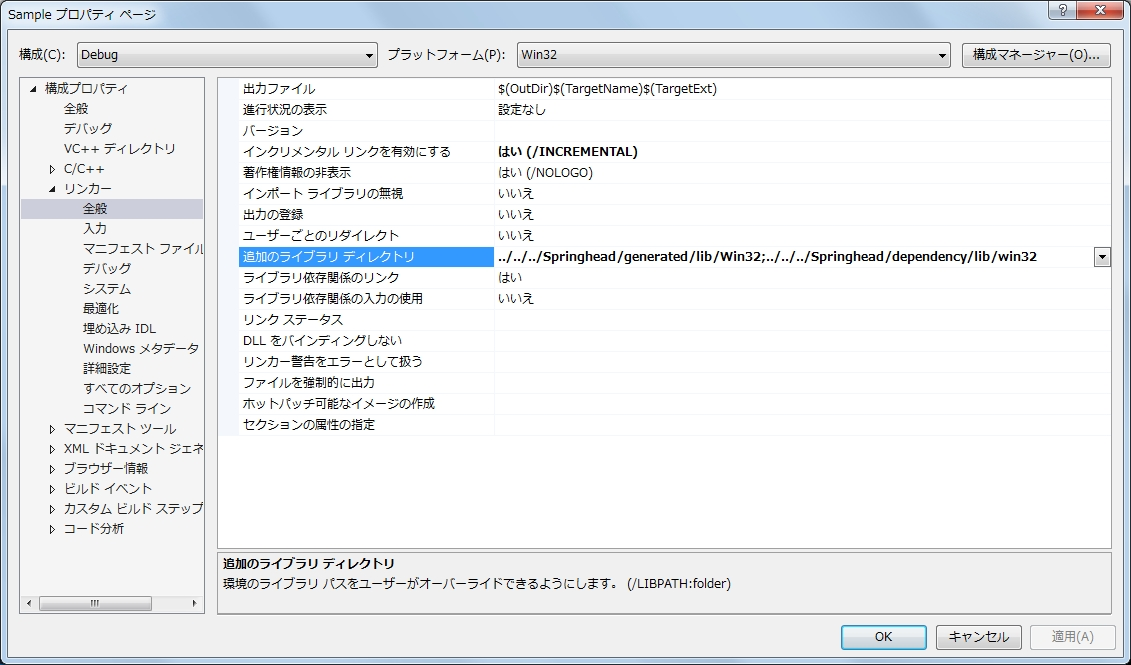 Sample プロパティ ページ
構成(C): Debug プラットフォーム(P): Win32 構成マネージャー(O)...
構成プロパティ
全般
デバッグ
VC++ ディレクトリ
C/C++
リンカー
全般
入力
マニフェスト ファイル
デバッグ
システム
最適化
埋め込み IDL
Windows メタデータ
詳細設定
すべてのオプション
コマンド ライン
マニフェスト ツール
XML ドキュメント ジェネ
ブラウザー情報
ビルド イベント
カスタム ビルド ステップ
コード分析
出力ファイル $(OutDir)$(TargetName)$(TargetExt)
進行状況の表示 設定なし
バージョン
インクリメンタル リンクを有効にする はい (/INCREMENTAL)
著作権情報の非表示 はい (/NOLOGO)
インポート ライブラリの無視 いいえ
出力の登録 いいえ
ユーザーごとのリダイレクト いいえ
追加のライブラリ ディレクトリ ../../../Springhead/generated/lib/Win32;../../../Springhead/dependency/lib/win32
ライブラリ依存関係のリンク はい
ライブラリ依存関係の入力の使用 いいえ
リンク ステータス
DLL をバインディングしない
リンカー警告をエラーとして扱う
ファイルを強制的に出力
ホットパッチ可能なイメージの作成
セクションの属性の指定
追加のライブラリ ディレクトリ
環境のライブラリ パスをユーザーがオーバーライドできるようにします。 (/LIBPATH:folder)
OK キャンセル 適用(A)